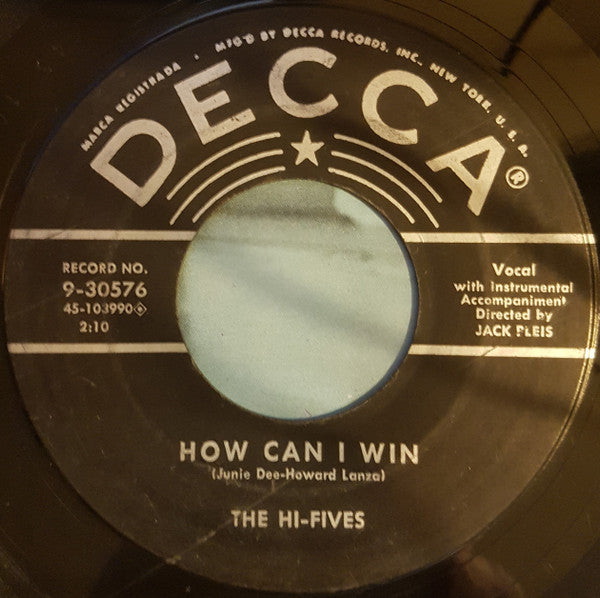 MARCA REGISTRADA • MFG'D BY DECCA RECORDS, INC., NEW YORK, U. S. A.
DECCA®
RECORD NO.
9-30576
45-103990
2:10
Vocal
with Instrumental
Accompaniment
Directed by
JACK PLEIS
HOW CAN I WIN
(Junie Dee-Howard Lanza)
THE HI-FIVES